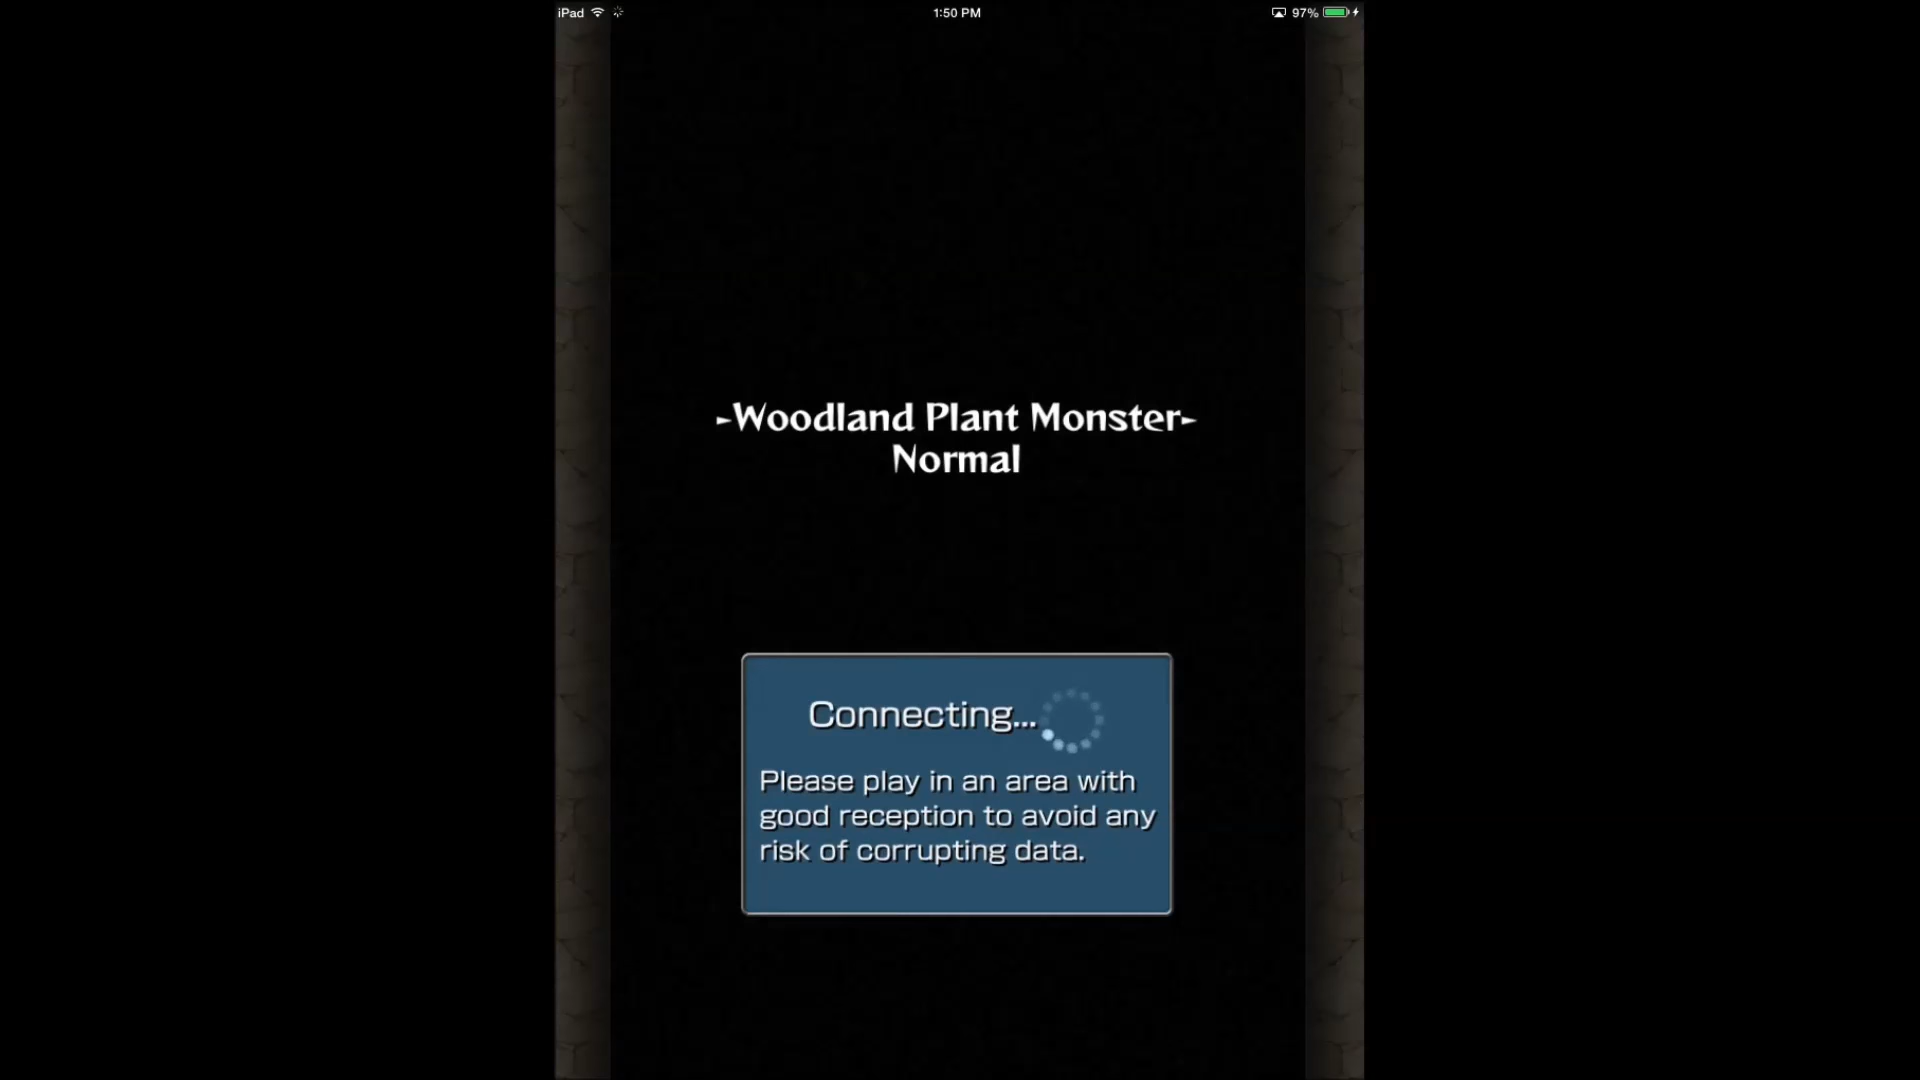 iPad 1:50 PM 97%
-Woodland Plant Monster-
Normal
Connecting...
Please play in an area with
good reception to avoid any
risk of corrupting data.